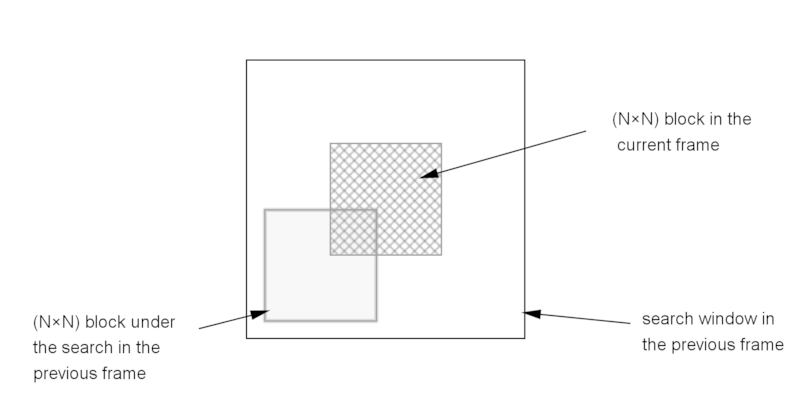 (N×N) block in the
current frame
(N×N) block under
the search in the
previous frame
search window in
the previous frame